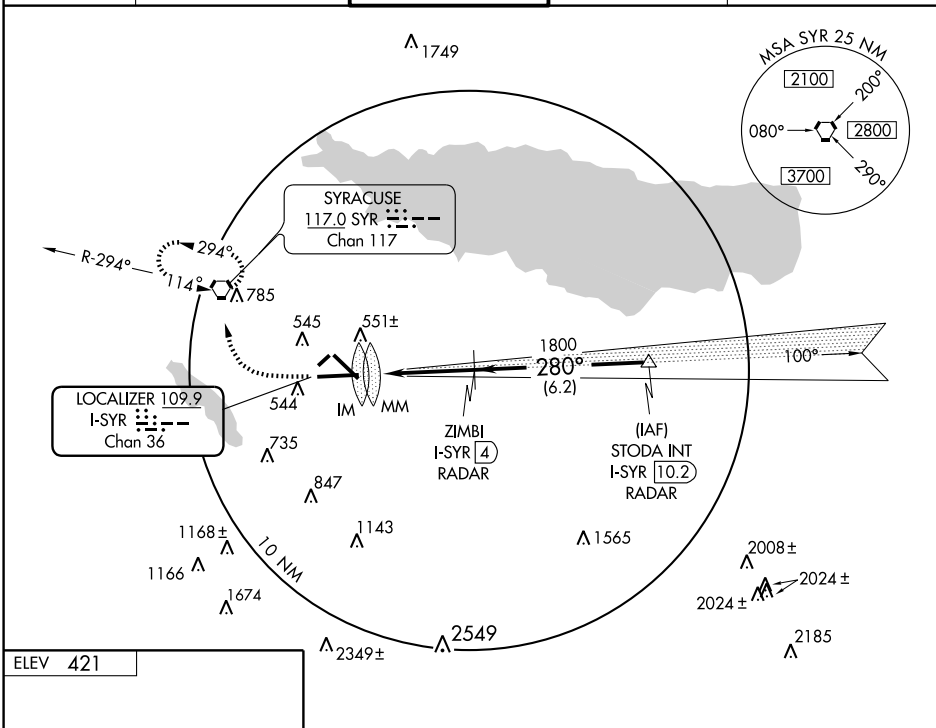 1749
MSA SYR 25 NM
2100
200°
080°
2800
290°
3700
SYRACUSE
117.0 SYR
Chan 117
R-294°
294°
114°
785
545
551±
1800
280°
(6.2)
100°
LOCALIZER 109.9
I-SYR
Chan 36
544
IM
MM
ZIMBI
I-SYR 4
RADAR
(IAF)
STODA INT
I-SYR 10.2
RADAR
735
847
1143
1565
1168±
1166
1674
10 NM
2008±
2024±
2024±
2549
2349±
2185
ELEV 421